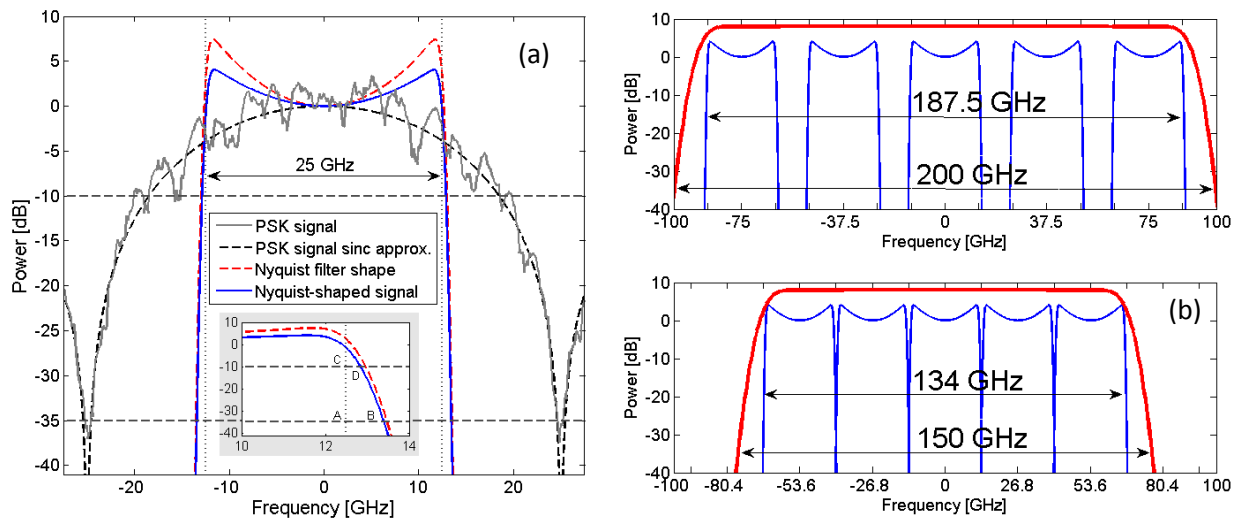 (a)
Power [dB]
10
5
0
-5
-10
-15
-20
-25
-30
-35
-40
25 GHz
PSK signal
PSK signal sinc approx.
Nyquist filter shape
Nyquist-shaped signal
10
0
-10
-20
-30
-40
C
D
A
B
10
12
14
-20
-10
0
10
20
Frequency [GHz]
Power [dB]
10
0
-10
-20
-30
-40
187.5 GHz
200 GHz
-100
-75
-37.5
0
37.5
75
100
Frequency [GHz]
(b)
Power [dB]
10
0
-10
-20
-30
-40
134 GHz
150 GHz
-100
-80.4
-53.6
-26.8
0
26.8
53.6
80.4
100
Frequency [GHz]